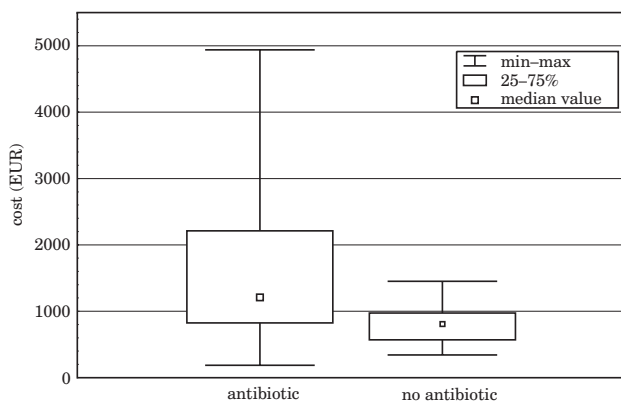 5000
4000
3000
2000
1000
0
cost (EUR)
min–max
25–75%
median value
antibiotic
no antibiotic